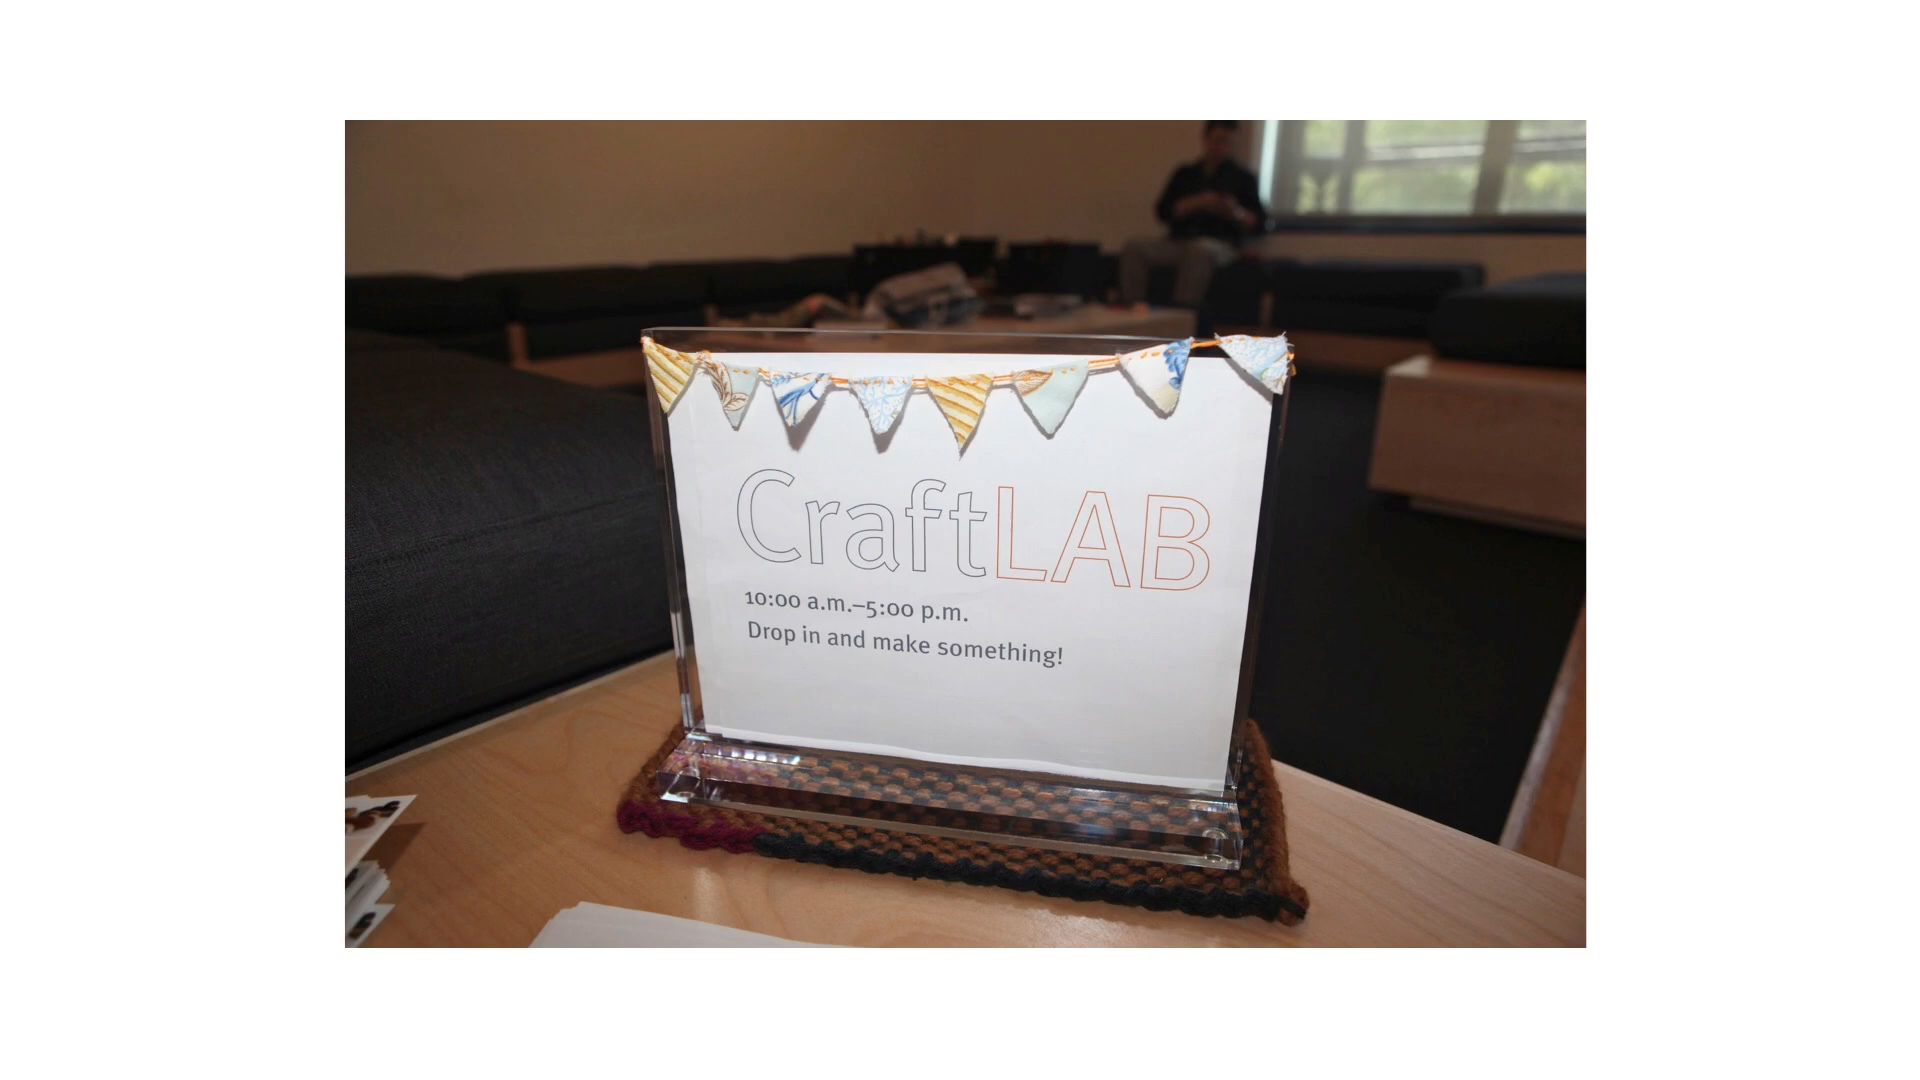 CraftLAB
10:00 a.m.–5:00 p.m.
Drop in and make something!